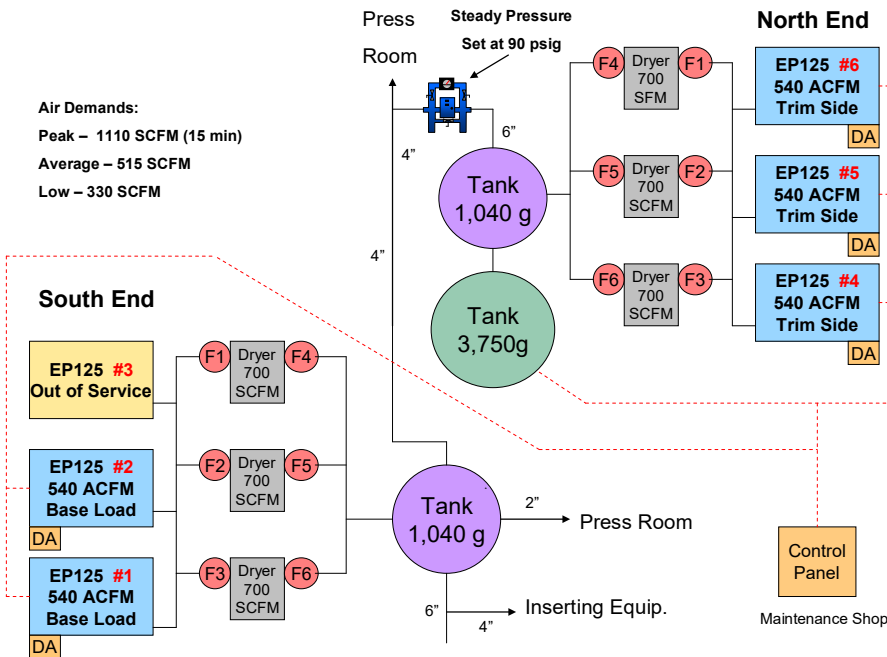 Press
Room
Steady Pressure
Set at 90 psig
North End
Air Demands:
Peak – 1110 SCFM (15 min)
Average – 515 SCFM
Low – 330 SCFM
4”
6”
4”
Tank
1,040 g
Tank
3,750g
F4
Dryer
700
SFM
F1
EP125 #6
540 ACFM
Trim Side
DA
F5
Dryer
700
SCFM
F2
EP125 #5
540 ACFM
Trim Side
DA
F6
Dryer
700
SCFM
F3
EP125 #4
540 ACFM
Trim Side
DA
South End
EP125 #3
Out of Service
F1
Dryer
700
SCFM
F4
EP125 #2
540 ACFM
Base Load
DA
F2
Dryer
700
SCFM
F5
EP125 #1
540 ACFM
Base Load
DA
F3
Dryer
700
SCFM
F6
Tank
1,040 g
2”
Press Room
6”
4”
Inserting Equip.
Control
Panel
Maintenance Shop